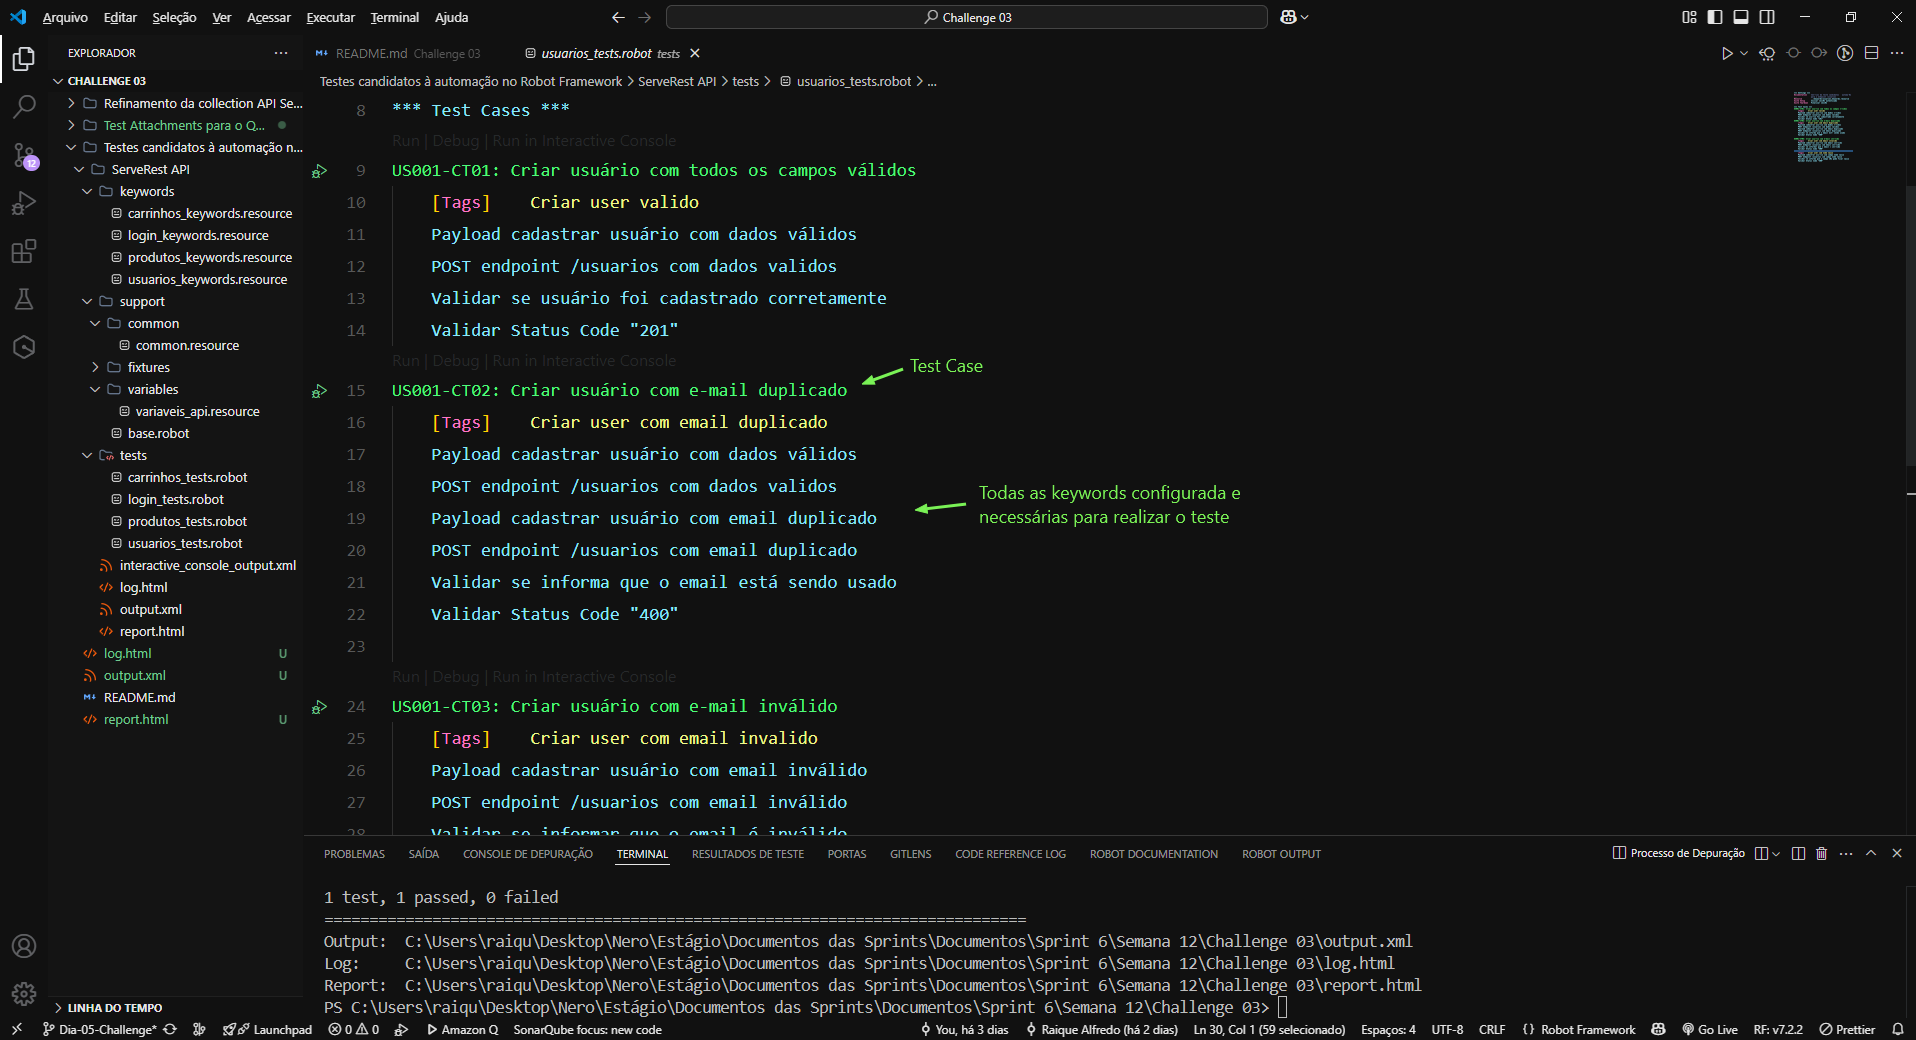 Arquivo Editar Seleção Ver Acessar Executar Terminal Ajuda
Challenge 03
EXPLORADOR
CHALLENGE 03
Refinamento da collection API Se...
Test Attachments para o Q...
Testes candidatos à automação n...
ServeRest API
keywords
carrinhos_keywords.resource
login_keywords.resource
produtos_keywords.resource
usuarios_keywords.resource
support
common
common.resource
fixtures
variables
variaveis_api.resource
base.robot
tests
carrinhos_tests.robot
login_tests.robot
produtos_tests.robot
usuarios_tests.robot
interactive_console_output.xml
log.html
output.xml
report.html
log.html U
output.xml U
README.md
report.html U
LINHA DO TEMPO
12
README.md Challenge 03
usuarios_tests.robot tests
Testes candidatos à automação no Robot Framework > ServeRest API > tests > usuarios_tests.robot > ...
8 *** Test Cases ***
Run | Debug | Run in Interactive Console
9 US001-CT01: Criar usuário com todos os campos válidos
10 [Tags] Criar user valido
11 Payload cadastrar usuário com dados válidos
12 POST endpoint /usuarios com dados validos
13 Validar se usuário foi cadastrado corretamente
14 Validar Status Code "201"
Run | Debug | Run in Interactive Console
Test Case
15 US001-CT02: Criar usuário com e-mail duplicado
16 [Tags] Criar user com email duplicado
17 Payload cadastrar usuário com dados válidos
18 POST endpoint /usuarios com dados validos
Todas as keywords configurada e
necessárias para realizar o teste
19 Payload cadastrar usuário com email duplicado
20 POST endpoint /usuarios com email duplicado
21 Validar se informa que o email está sendo usado
22 Validar Status Code "400"
23
Run | Debug | Run in Interactive Console
24 US001-CT03: Criar usuário com e-mail inválido
25 [Tags] Criar user com email invalido
26 Payload cadastrar usuário com email inválido
27 POST endpoint /usuarios com email inválido
28 Validar se informar que o email é inválido
PROBLEMAS SAÍDA CONSOLE DE DEPURAÇÃO TERMINAL RESULTADOS DE TESTE PORTAS GITLENS CODE REFERENCE LOG ROBOT DOCUMENTATION ROBOT OUTPUT
Processo de Depuração
1 test, 1 passed, 0 failed
==============================================================================
Output: C:\Users\raiqu\Desktop\Nero\Estágio\Documentos das Sprints\Documentos\Sprint 6\Semana 12\Challenge 03\output.xml
Log: C:\Users\raiqu\Desktop\Nero\Estágio\Documentos das Sprints\Documentos\Sprint 6\Semana 12\Challenge 03\log.html
Report: C:\Users\raiqu\Desktop\Nero\Estágio\Documentos das Sprints\Documentos\Sprint 6\Semana 12\Challenge 03\report.html
PS C:\Users\raiqu\Desktop\Nero\Estágio\Documentos das Sprints\Documentos\Sprint 6\Semana 12\Challenge 03>
Dia-05-Challenge* Launchpad 0 0 Amazon Q SonarQube focus: new code You, há 3 dias Raique Alfredo (há 2 dias) Ln 30, Col 1 (59 selecionado) Espaços: 4 UTF-8 CRLF {} Robot Framework Go Live RF: v7.2.2 Prettier